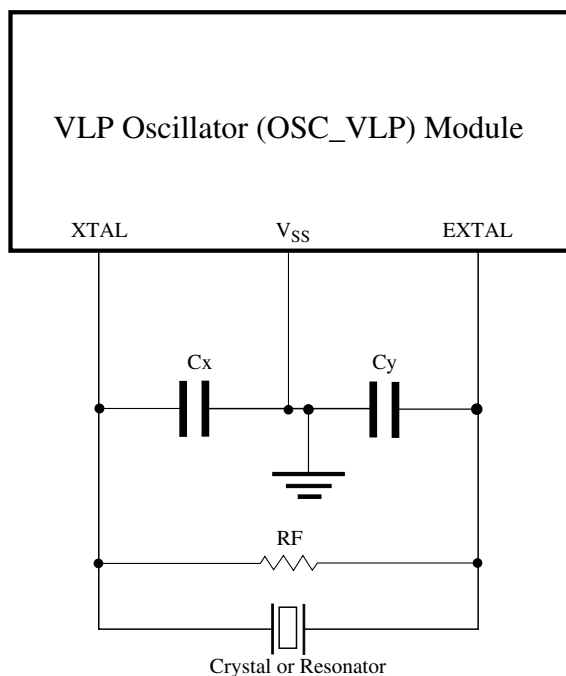 VLP Oscillator (OSC_VLP) Module
XTAL VSS EXTAL
Cx Cy
RF
Crystal or Resonator